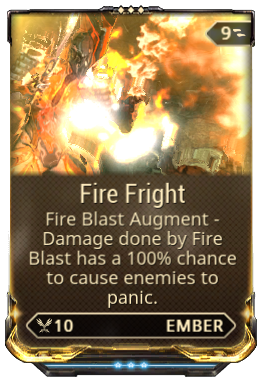 9
Fire Fright
Fire Blast Augment -
Damage done by Fire
Blast has a 100% chance
to cause enemies to
panic.
10 EMBER